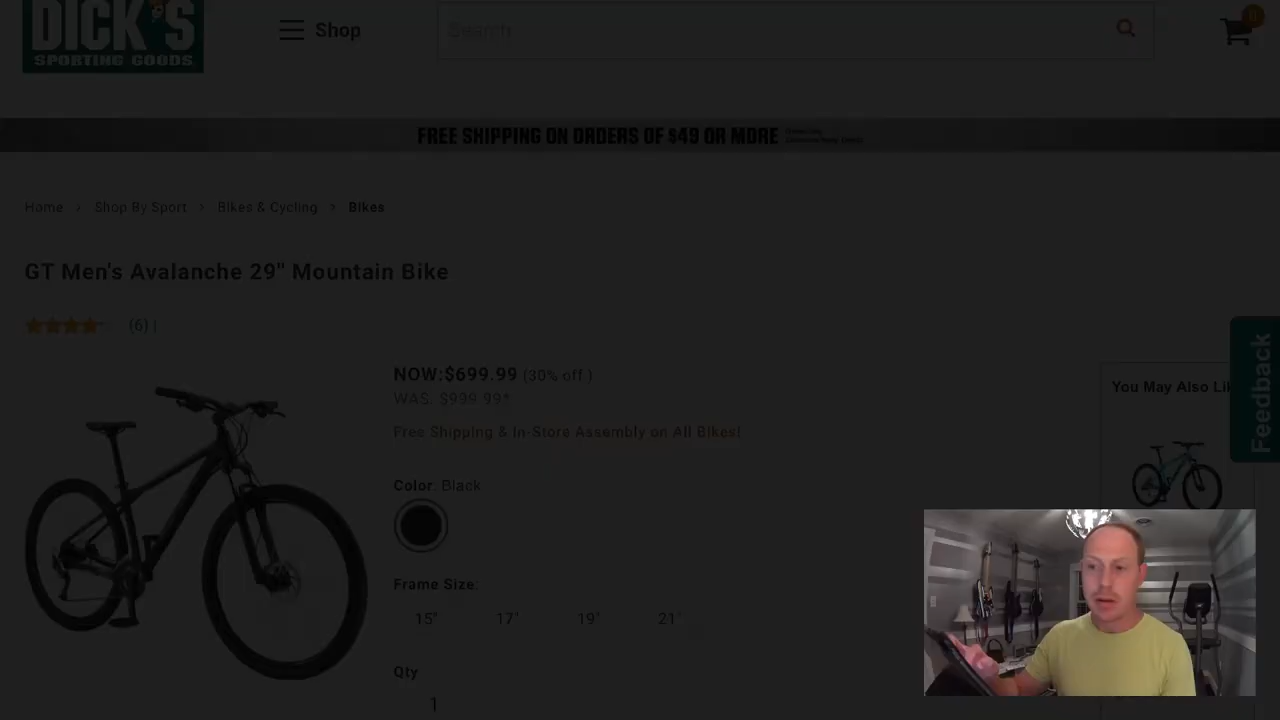 DICK'S
SPORTING GOODS
Shop
Search
0
FREE SHIPPING ON ORDERS OF $49 OR MORE
Home > Shop By Sport > Bikes & Cycling > Bikes
GT Men's Avalanche 29" Mountain Bike
(6) |
NOW:$699.99 (30% off )
WAS: $999.99*
Free Shipping & In-Store Assembly on All Bikes!
Color: Black
Frame Size:
15" 17" 19" 21"
Qty
1
You May Also Li
Feedback